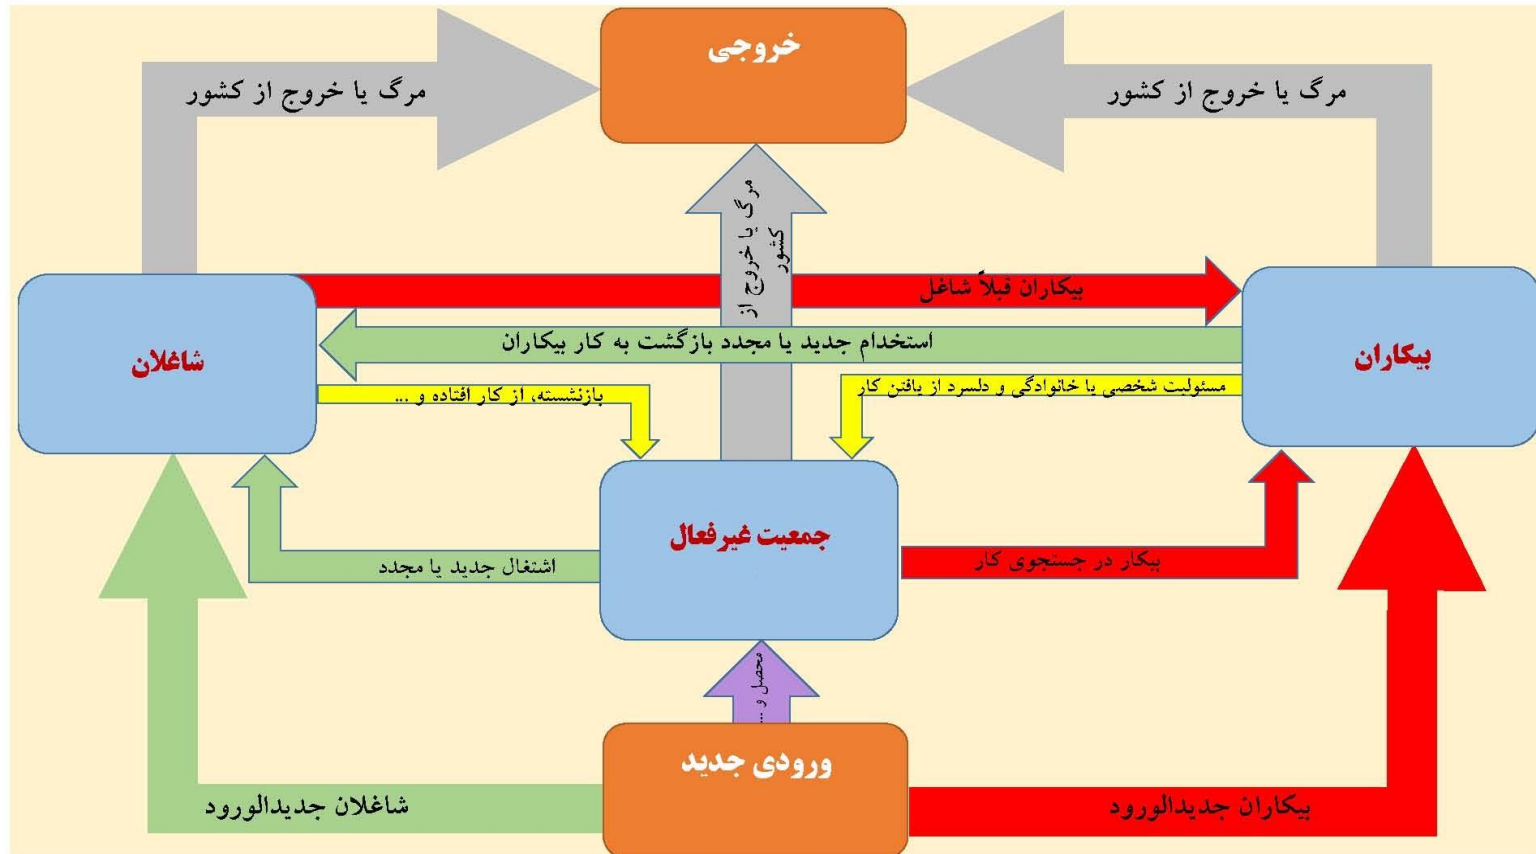 خروجی
مرگ یا خروج از کشور
مرگ یا خروج از کشور
مرگ یا خروج از
کشور
بیکاران قبلاً شاغل
استخدام جدید یا مجدد بازگشت به کار بیکاران
بیکاران
شاغلان
مسئولیت شخصی یا خانوادگی و دلسرد از یافتن کار
بازنشسته، از کار افتاده و ...
جمعیت غیرفعال
بیکار در جستجوی کار
اشتغال جدید یا مجدد
محصل و ...
ورودی جدید
بیکاران جدیدالورود
شاغلان جدیدالورود